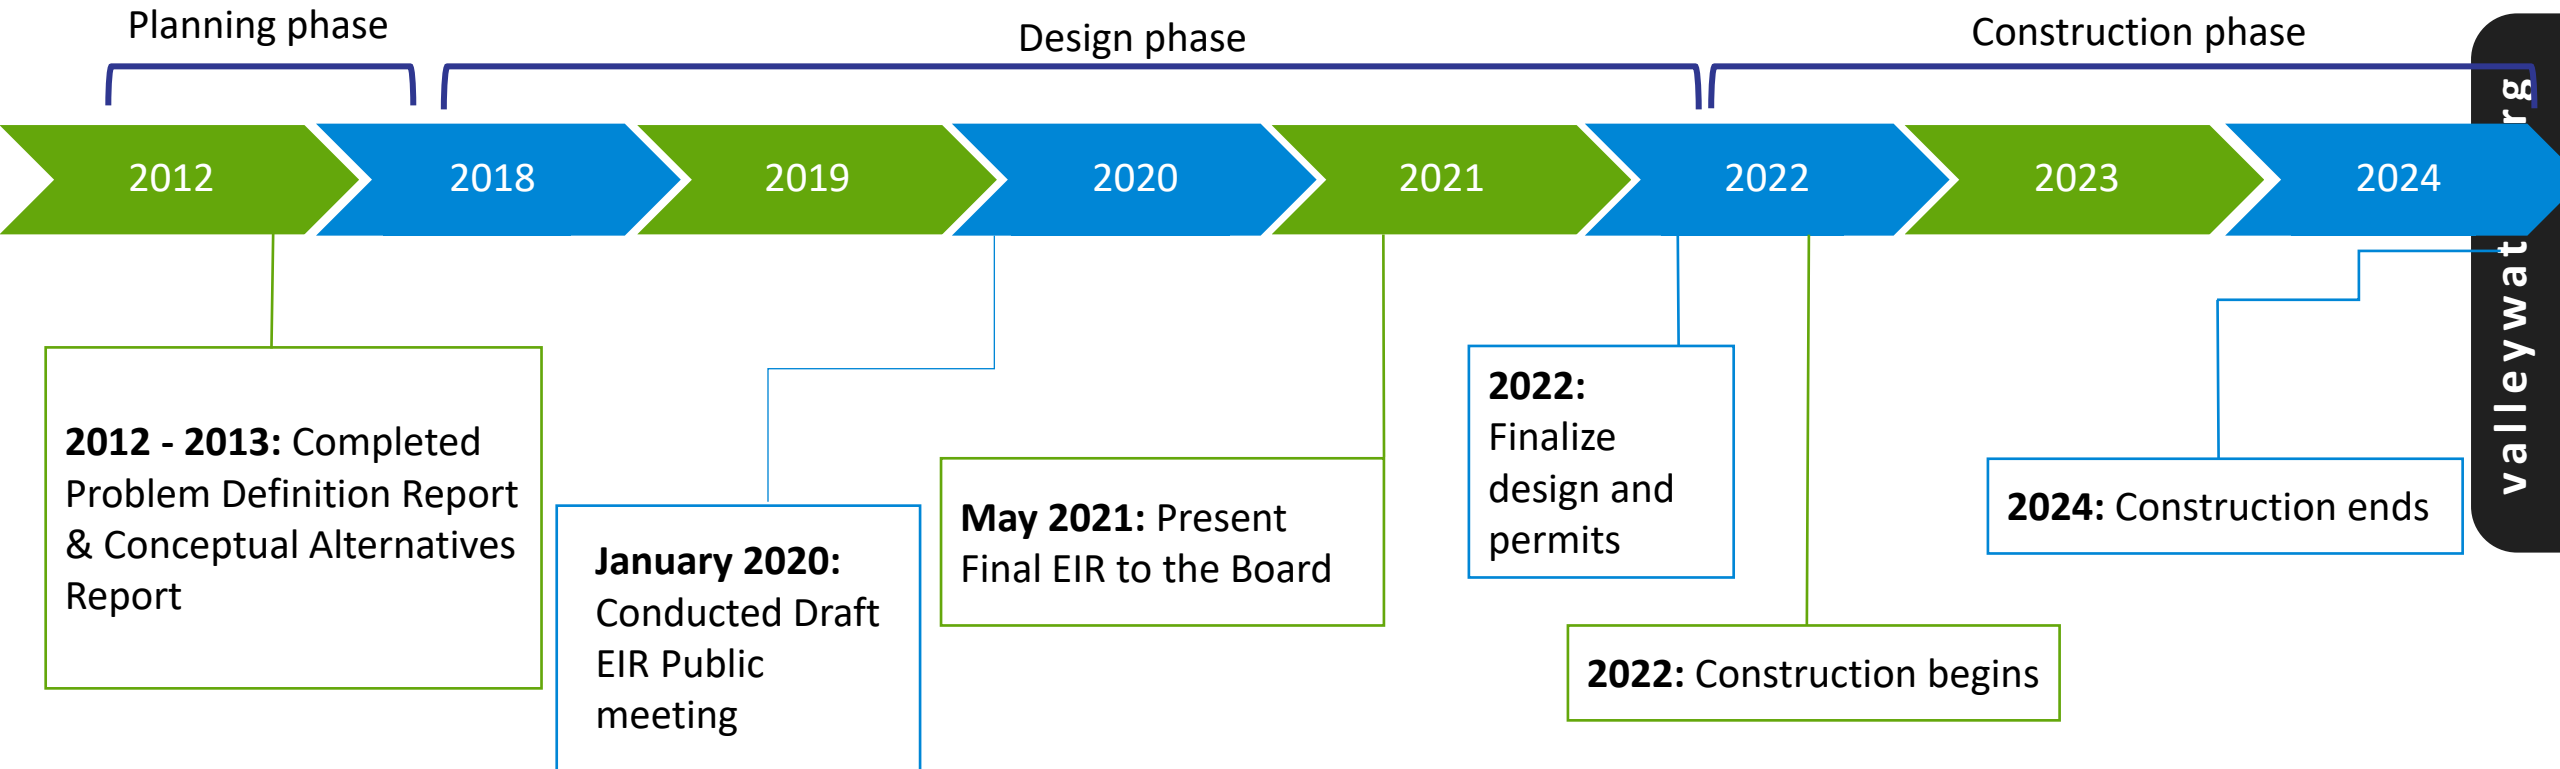 Planning phase
Design phase
Construction phase
2012
2018
2019
2020
2021
2022
2023
2024
2012 - 2013: Completed
Problem Definition Report
& Conceptual Alternatives
Report
January 2020:
Conducted Draft
EIR Public
meeting
May 2021: Present
Final EIR to the Board
2022:
Finalize
design and
permits
2022: Construction begins
2024: Construction ends